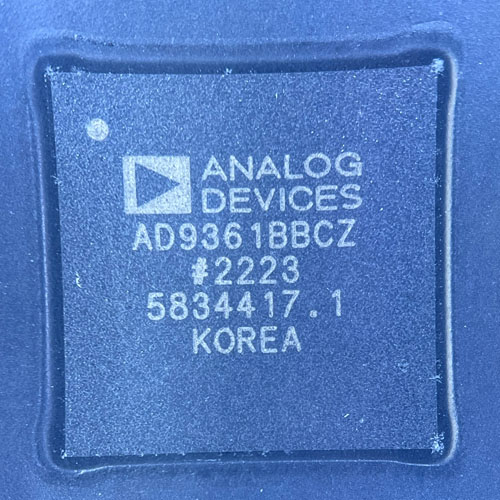 ANALOG
DEVICES
AD9361BBCZ
#2223
5834417.1
KOREA